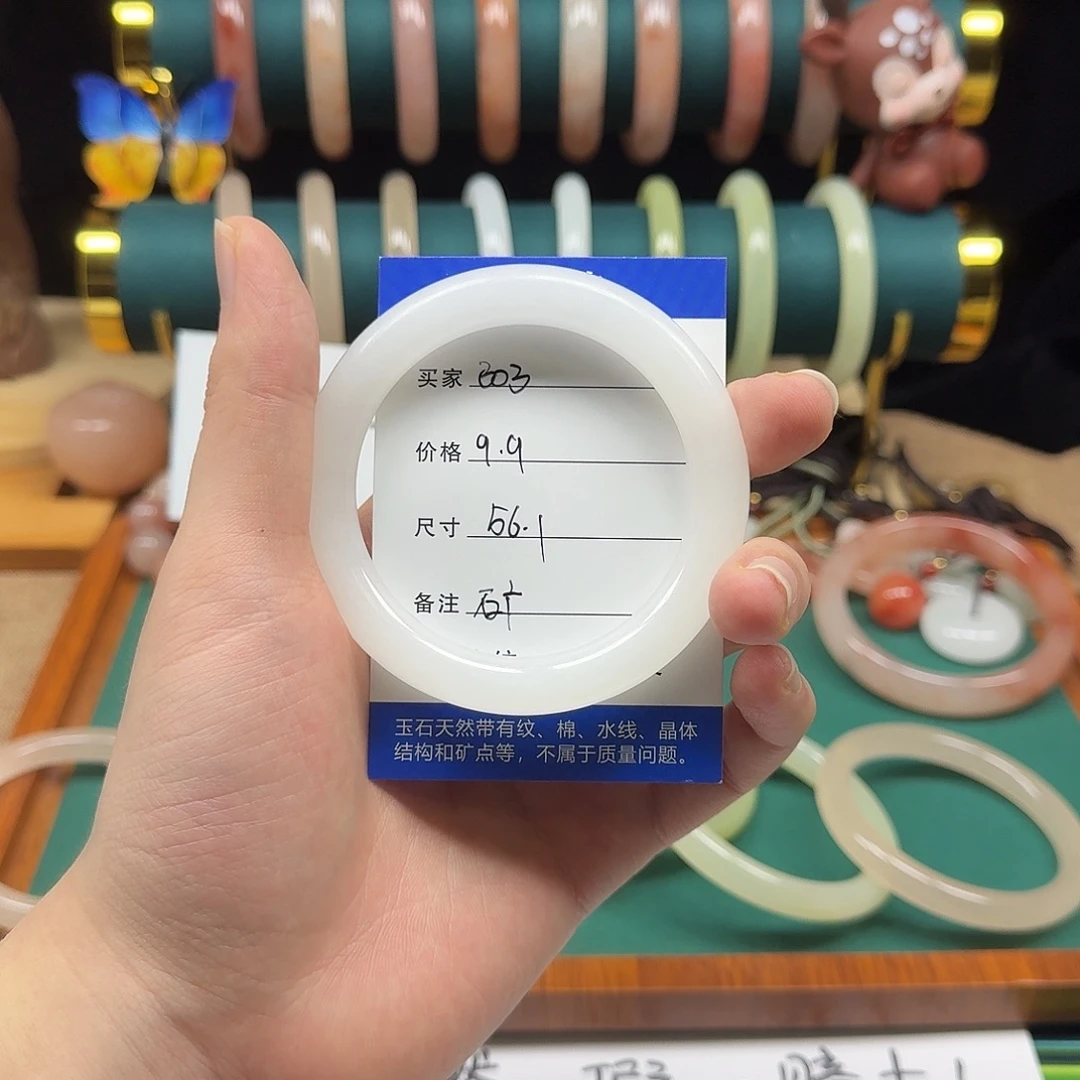 买家 303
价格 9.9
尺寸 56.1
备注 矿
玉石天然带有纹、棉、水线、晶体
结构和矿点等，不属于质量问题。